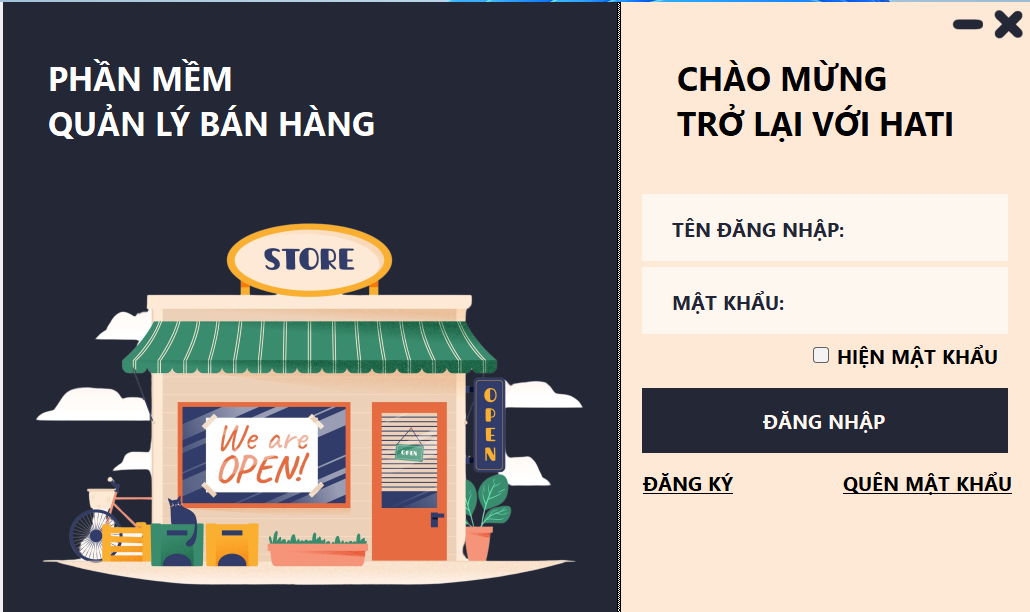 PHẦN MỀM
QUẢN LÝ BÁN HÀNG
STORE
OPEN
We are
OPEN!
OPEN
CHÀO MỪNG
TRỞ LẠI VỚI HATI
TÊN ĐĂNG NHẬP:
MẬT KHẨU:
HIỆN MẬT KHẨU
ĐĂNG NHẬP
ĐĂNG KÝ
QUÊN MẬT KHẨU